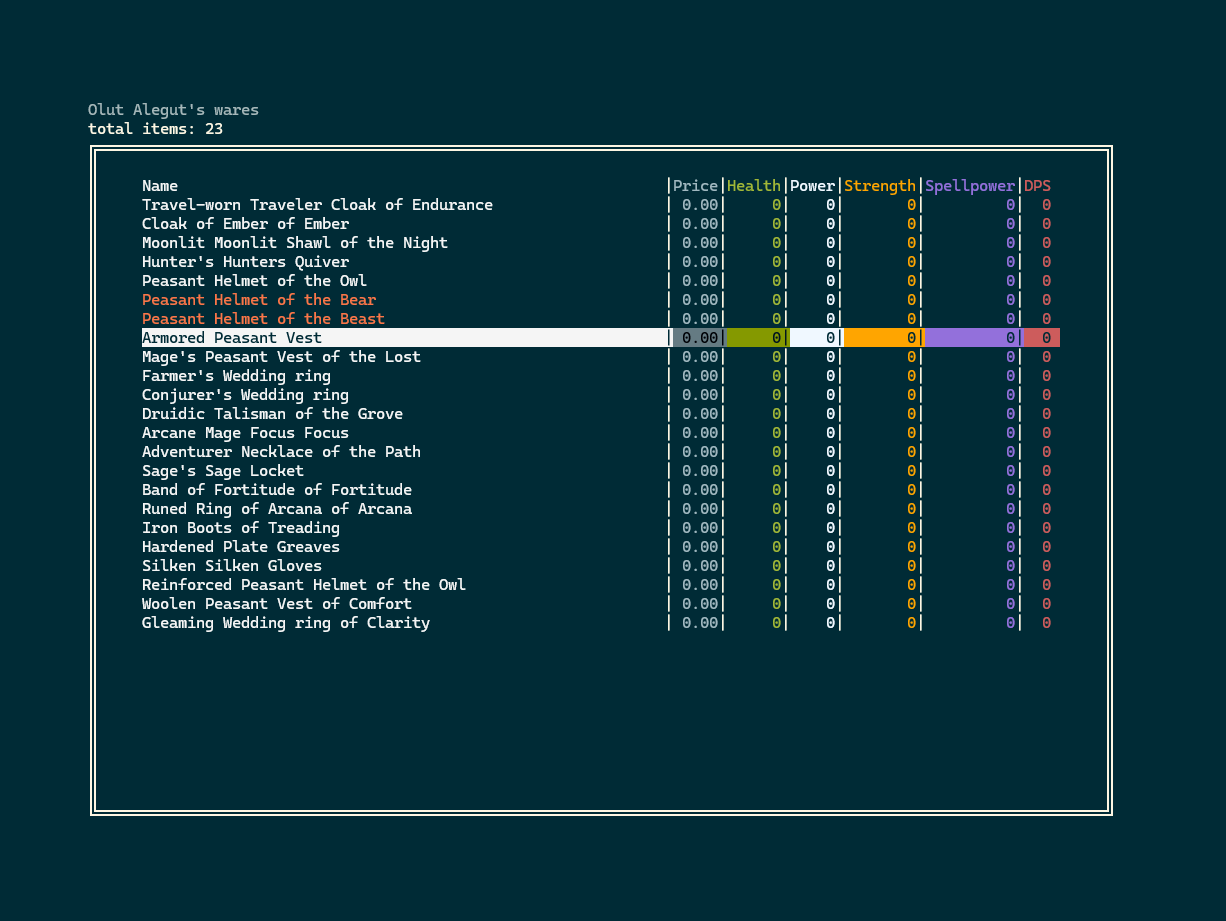 Olut Alegut's wares
total items: 23
Name |Price|Health|Power|Strength|Spellpower|DPS
Travel-worn Traveler Cloak of Endurance | 0.00| 0| 0| 0| 0| 0
Cloak of Ember of Ember | 0.00| 0| 0| 0| 0| 0
Moonlit Moonlit Shawl of the Night | 0.00| 0| 0| 0| 0| 0
Hunter's Hunters Quiver | 0.00| 0| 0| 0| 0| 0
Peasant Helmet of the Owl | 0.00| 0| 0| 0| 0| 0
Peasant Helmet of the Bear | 0.00| 0| 0| 0| 0| 0
Peasant Helmet of the Beast | 0.00| 0| 0| 0| 0| 0
Armored Peasant Vest | 0.00| 0| 0| 0| 0| 0
Mage's Peasant Vest of the Lost | 0.00| 0| 0| 0| 0| 0
Farmer's Wedding ring | 0.00| 0| 0| 0| 0| 0
Conjurer's Wedding ring | 0.00| 0| 0| 0| 0| 0
Druidic Talisman of the Grove | 0.00| 0| 0| 0| 0| 0
Arcane Mage Focus Focus | 0.00| 0| 0| 0| 0| 0
Adventurer Necklace of the Path | 0.00| 0| 0| 0| 0| 0
Sage's Sage Locket | 0.00| 0| 0| 0| 0| 0
Band of Fortitude of Fortitude | 0.00| 0| 0| 0| 0| 0
Runed Ring of Arcana of Arcana | 0.00| 0| 0| 0| 0| 0
Iron Boots of Treading | 0.00| 0| 0| 0| 0| 0
Hardened Plate Greaves | 0.00| 0| 0| 0| 0| 0
Silken Silken Gloves | 0.00| 0| 0| 0| 0| 0
Reinforced Peasant Helmet of the Owl | 0.00| 0| 0| 0| 0| 0
Woolen Peasant Vest of Comfort | 0.00| 0| 0| 0| 0| 0
Gleaming Wedding ring of Clarity | 0.00| 0| 0| 0| 0| 0